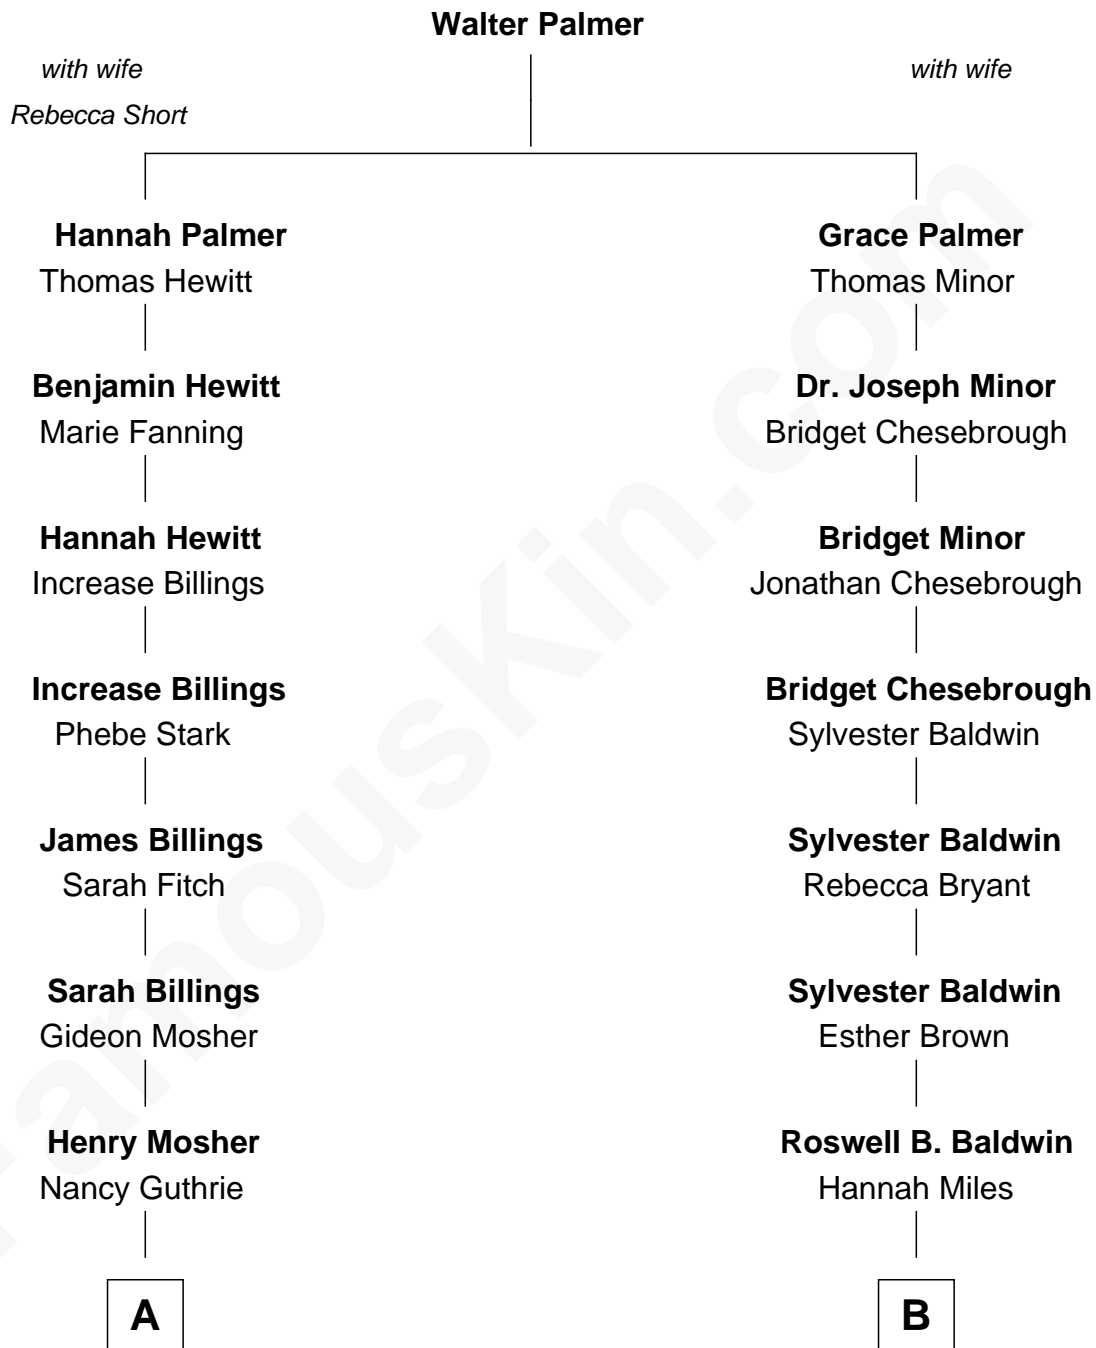 Walter Palmer
with wife
with wife
Rebecca Short
Hannah Palmer
Grace Palmer
Thomas Hewitt
Thomas Minor
Benjamin Hewitt
Dr. Joseph Minor
Marie Fanning
Bridget Chesebrough
Hannah Hewitt
Bridget Minor
Increase Billings
Jonathan Chesebrough
Increase Billings
Bridget Chesebrough
Phebe Stark
Sylvester Baldwin
James Billings
Sylvester Baldwin
Sarah Fitch
Rebecca Bryant
Sarah Billings
Sylvester Baldwin
Gideon Mosher
Esther Brown
Henry Mosher
Roswell B. Baldwin
Nancy Guthrie
Hannah Miles
A
B
FamousKin.com